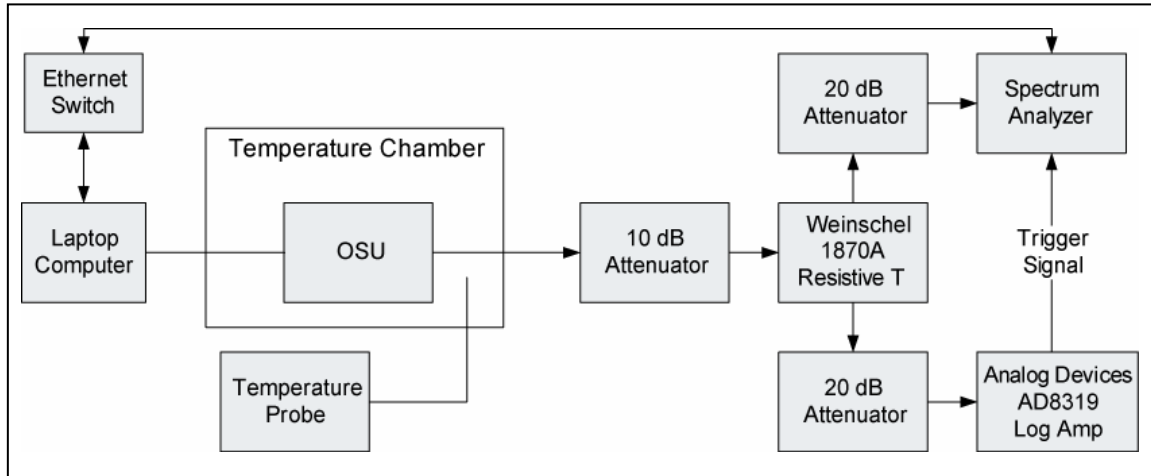 Ethernet
Switch
20 dB
Attenuator
Spectrum
Analyzer
Temperature Chamber
Laptop
Computer
OSU
10 dB
Attenuator
Weinschel
1870A
Resistive T
Trigger
Signal
Temperature
Probe
20 dB
Attenuator
Analog Devices
AD8319
Log Amp